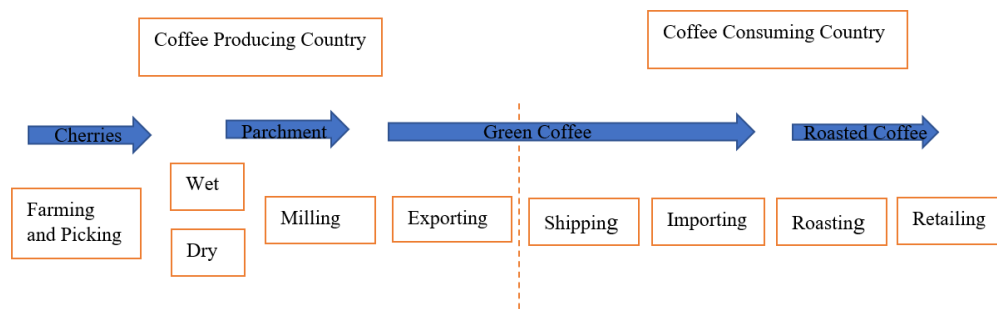 Coffee Producing Country
Coffee Consuming Country
Cherries
Parchment
Green Coffee
Roasted Coffee
Farming
and Picking
Wet
Dry
Milling
Exporting
Shipping
Importing
Roasting
Retailing